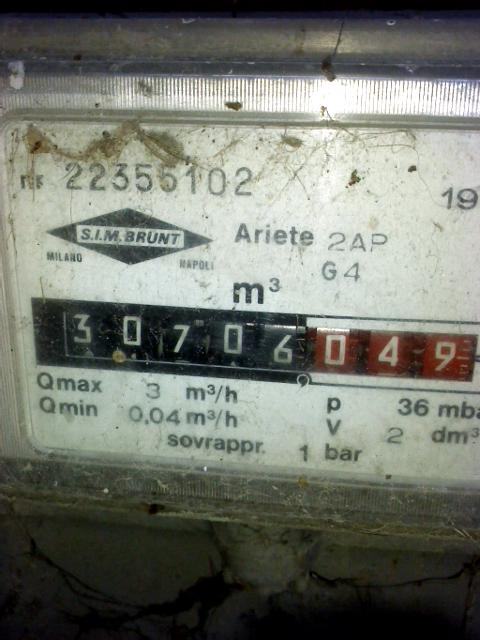 nr 22355102
19
S.I.M.BRUNT
MILANO NAPOLI
Ariete 2AP
G4
m³
30706049
Qmax 3 m³/h
Qmin 0,04 m³/h
sovrappr. 1 bar
p 36 mba
V 2 dm³